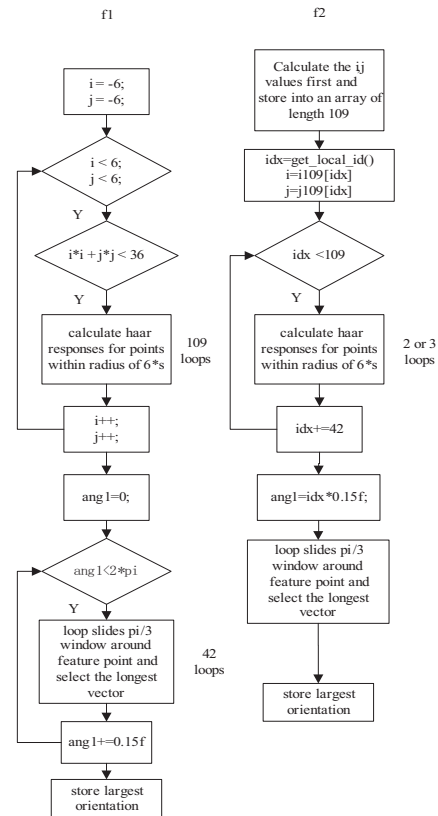 f1
i = -6;
j = -6;
i < 6;
j < 6;
Y
i*i + j*j < 36
Y
calculate haar
responses for points
within radius of 6*s
109
loops
i++;
j++;
ang1=0;
ang1<2*pi
Y
loop slides pi/3
window around
feature point and
select the longest
vector
42
loops
ang1+=0.15f
store largest
orientation
f2
Calculate the ij
values first and
store into an array of
length 109
idx=get_local_id()
i=i109[idx]
j=j109[idx]
idx <109
Y
calculate haar
responses for points
within radius of 6*s
2 or 3
loops
idx+=42
ang1=idx*0.15f;
loop slides pi/3
window around
feature point and
select the longest
vector
store largest
orientation